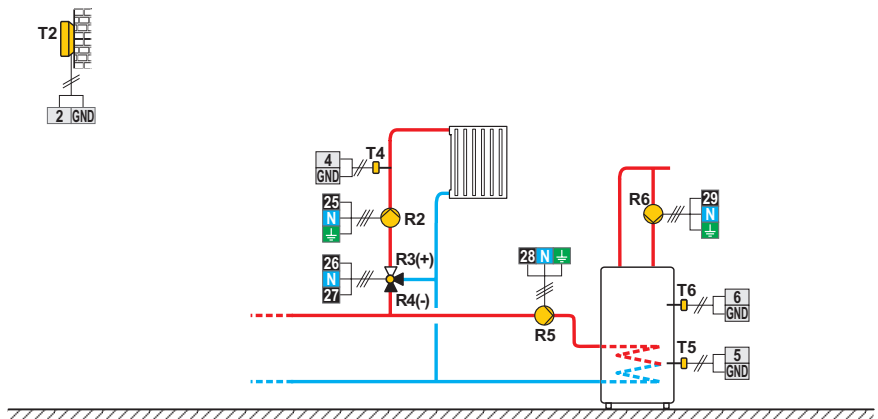 T2
2 GND
4
GND
T4
25
N
R2
26
N
27
R3(+)
R4(-)
28 N
R5
R6
29
N
T6
6
GND
T5
5
GND